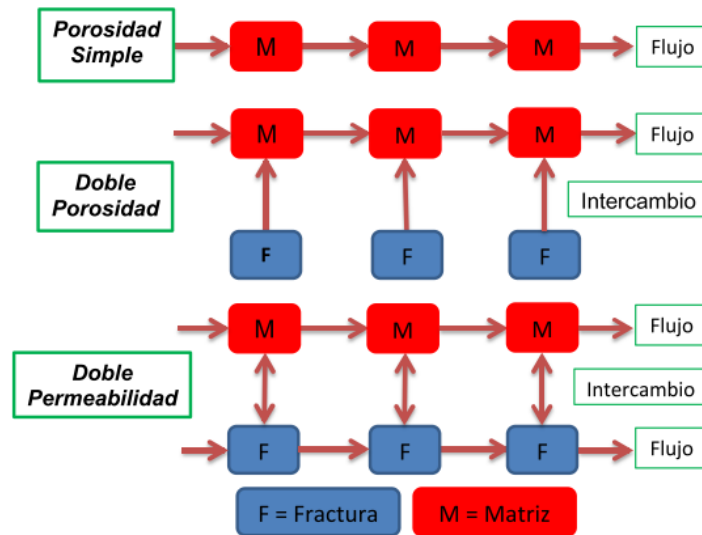 Porosidad
Simple
M
M
M
Flujo
M
M
M
Flujo
Doble
Porosidad
Intercambio
F
F
F
M
M
M
Flujo
Doble
Permeabilidad
Intercambio
F
F
F
Flujo
F = Fractura
M = Matriz